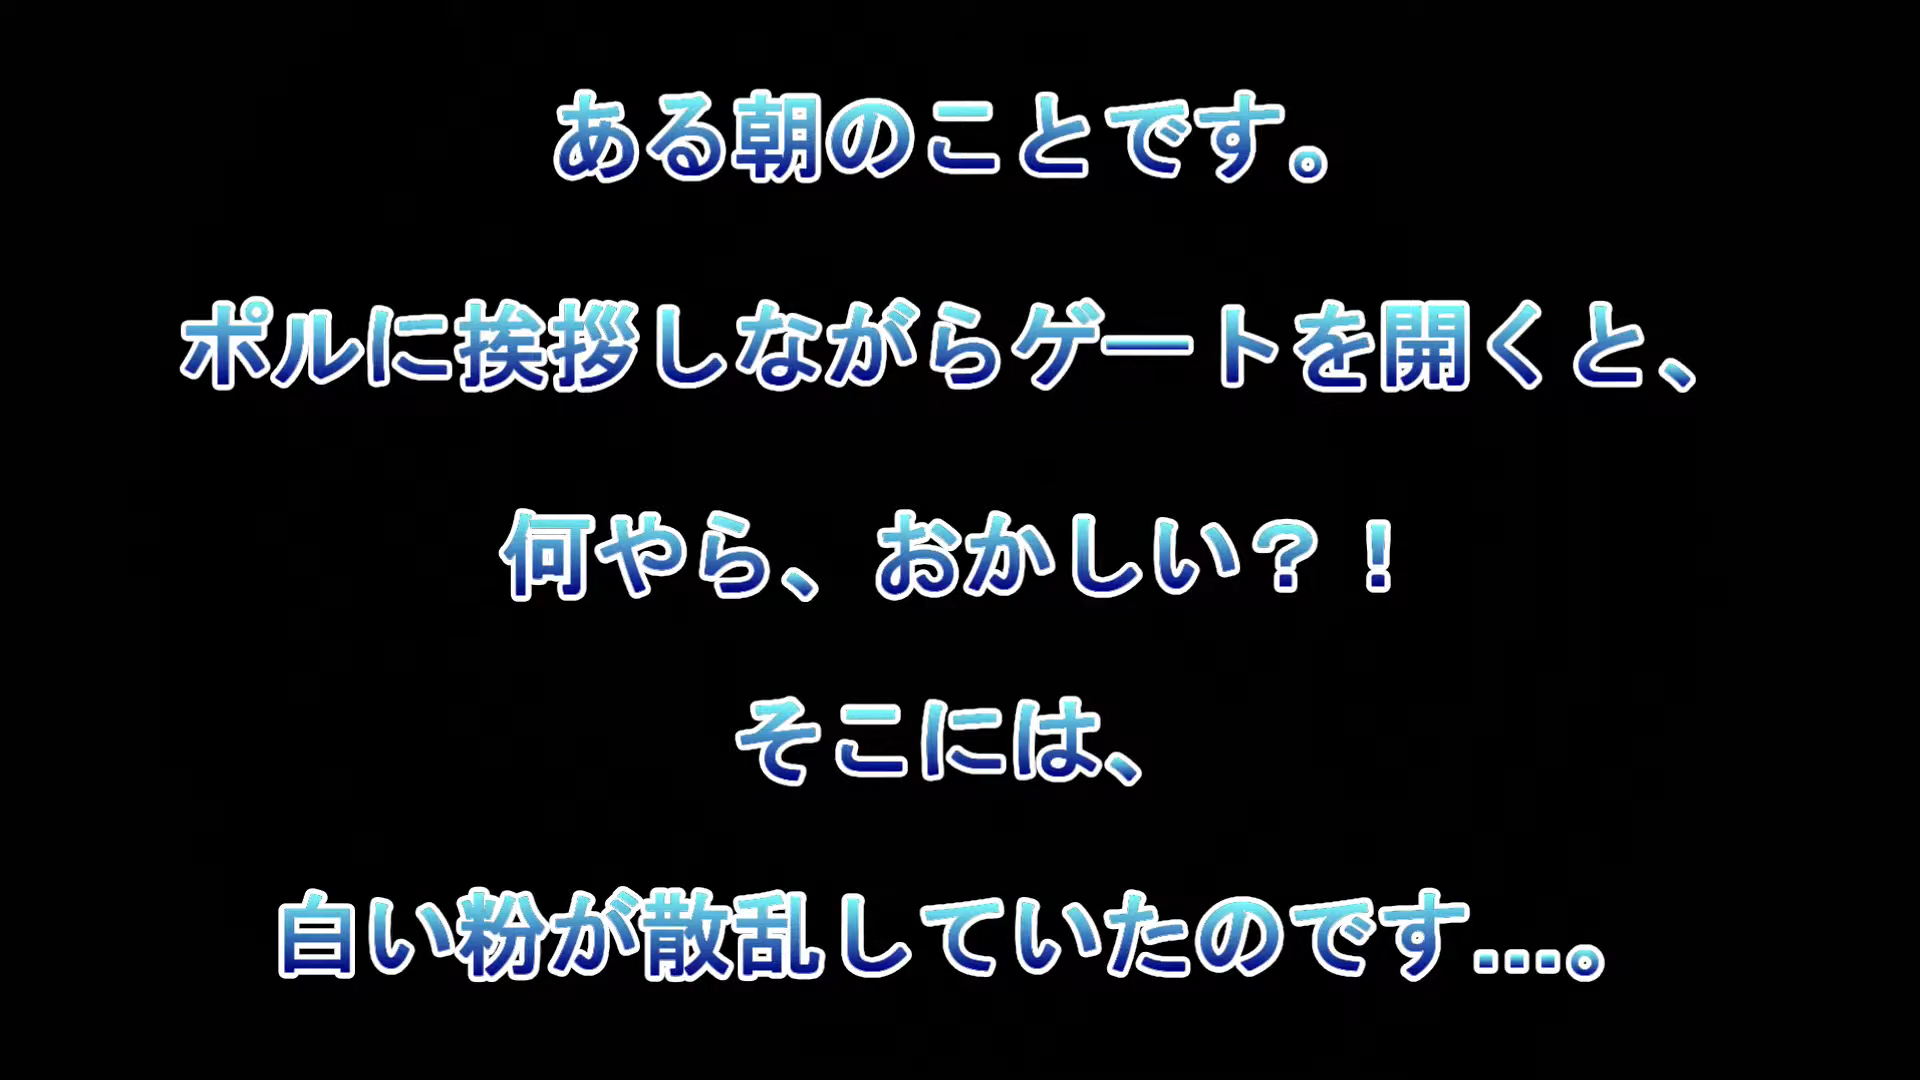 ある朝のことです。
ポルに挨拶しながらゲートを開くと、
何やら、おかしい？！
そこには、
白い粉が散乱していたのです....。